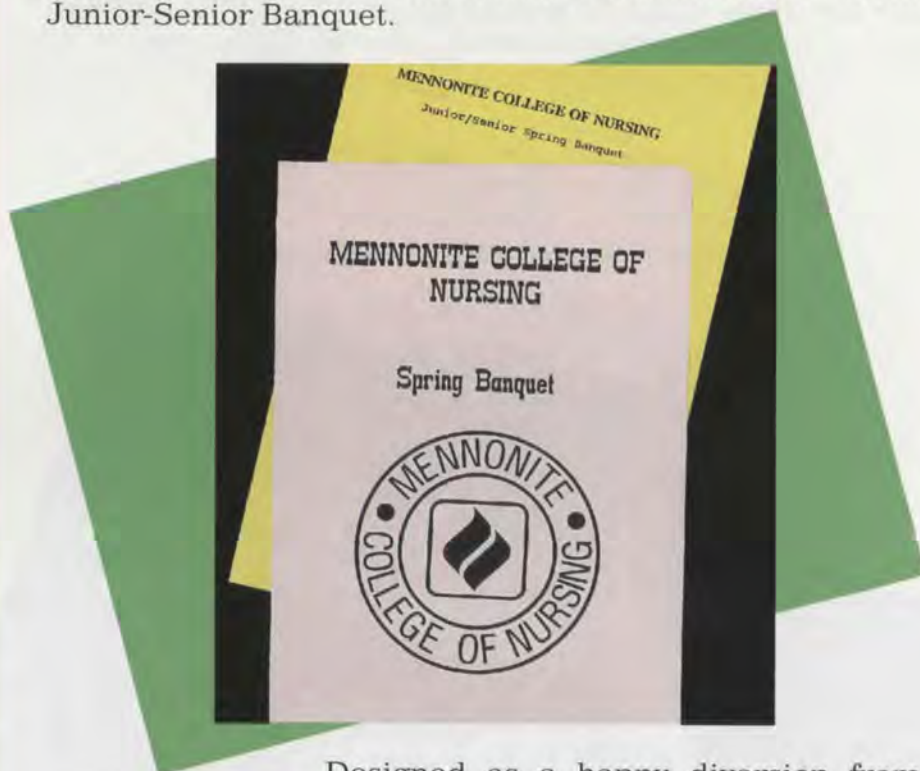 Junior-Senior Banquet.
MENNONITE COLLEGE OF NURSING
Junior/Senior Spring Banquet
MENNONITE COLLEGE OF
NURSING
Spring Banquet
• MENNONITE •
COLLEGE OF NURSING
Designed as a happy diversion from